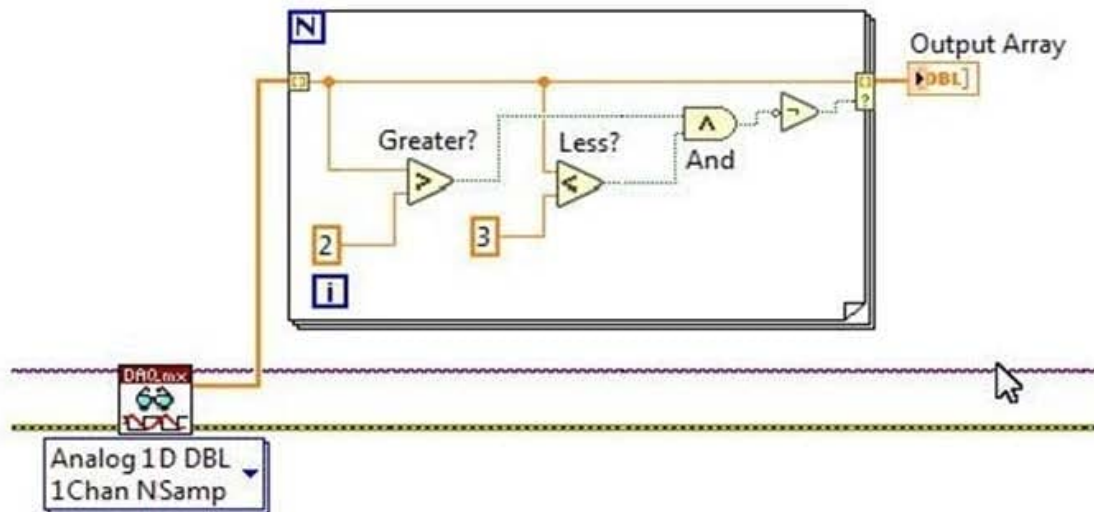 N
Output Array
[DBL]
?
Greater?
Less?
And
2
3
i
DAQmx
Analog 1D DBL
1Chan NSamp